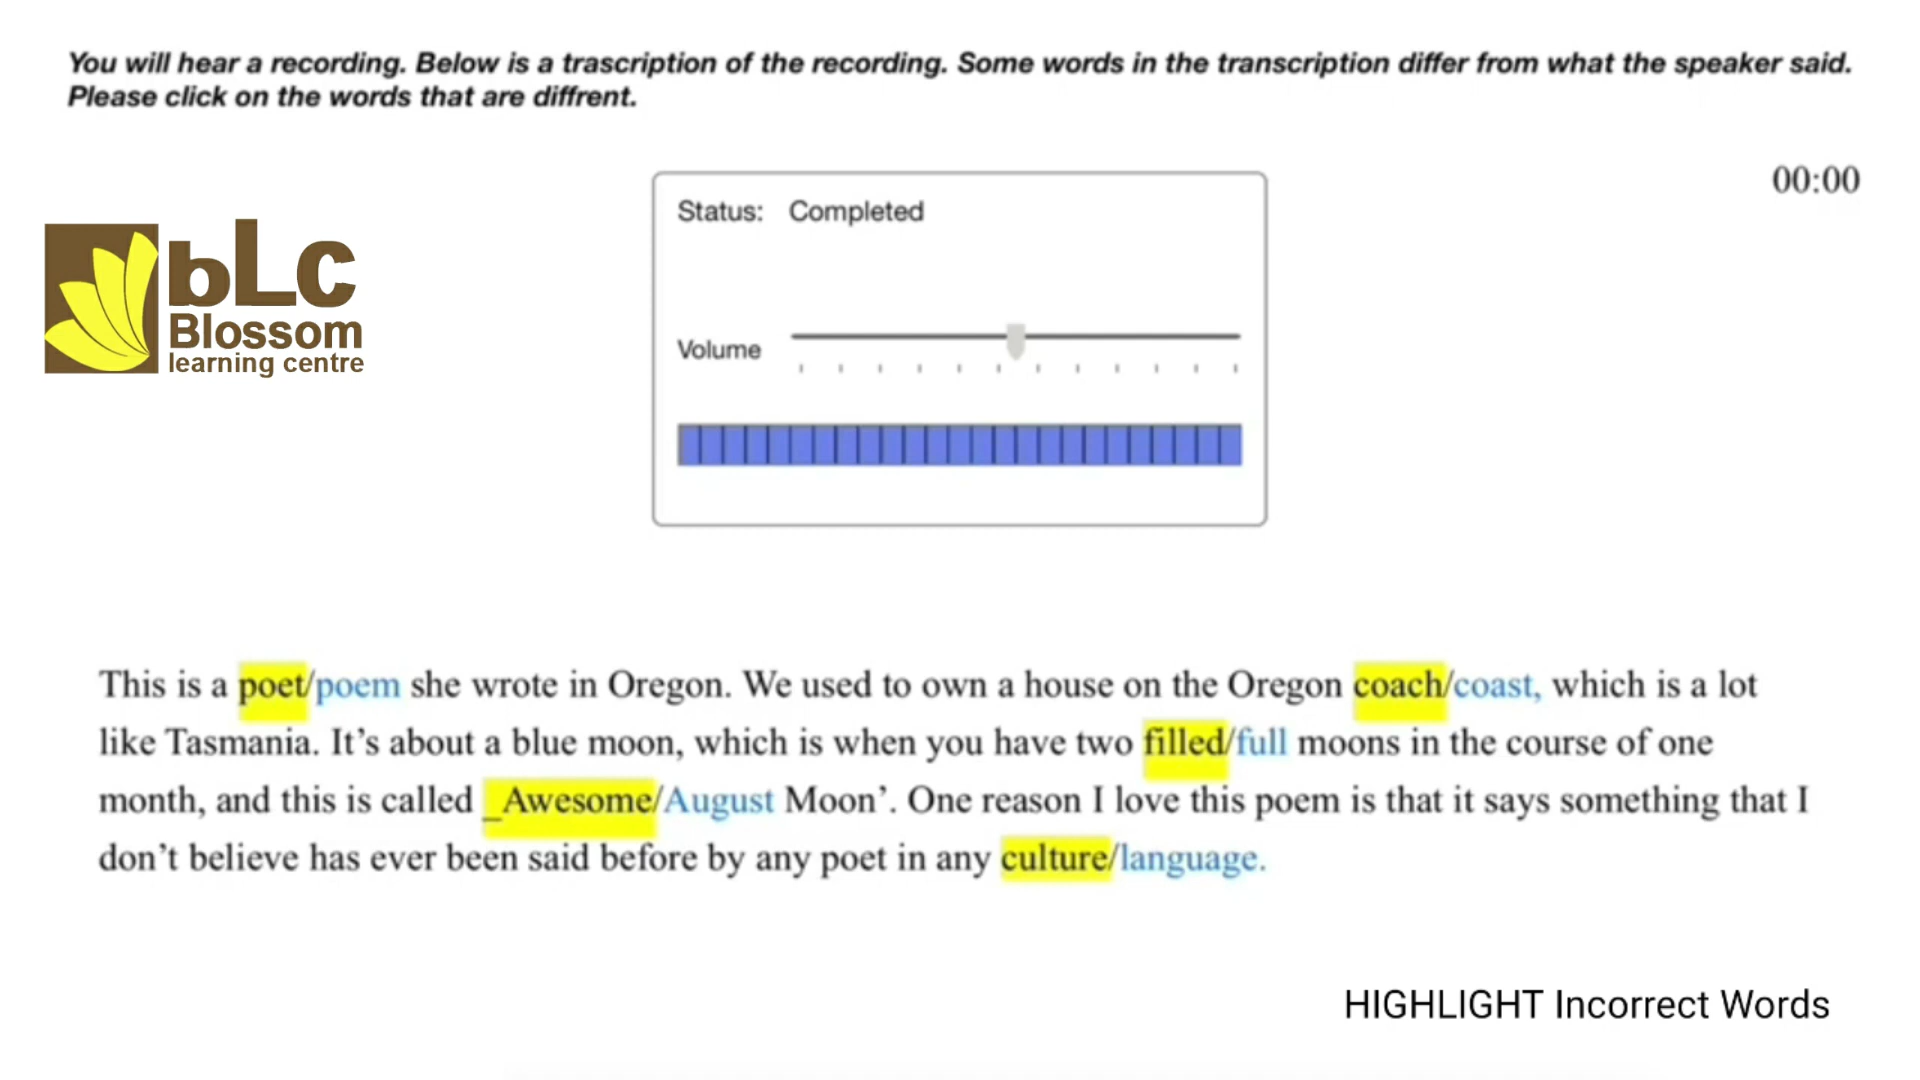 You will hear a recording. Below is a trascription of the recording. Some words in the transcription differ from what the speaker said.
Please click on the words that are diffrent.
00:00
Status: Completed
bLc
Blossom
learning centre
Volume
This is a poet/poem she wrote in Oregon. We used to own a house on the Oregon coach/coast, which is a lot
like Tasmania. It’s about a blue moon, which is when you have two filled/full moons in the course of one
month, and this is called _Awesome/August Moon’. One reason I love this poem is that it says something that I
don’t believe has ever been said before by any poet in any culture/language.
HIGHLIGHT Incorrect Words